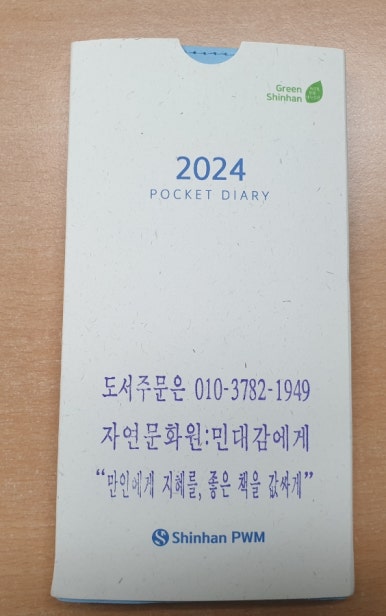 Green
Shinhan
2024
POCKET DIARY
도서주문은 010-3782-1949
자연문화원:민대감에게
“만인에게 지혜를, 좋은 책을 값싸게”
Shinhan PWM